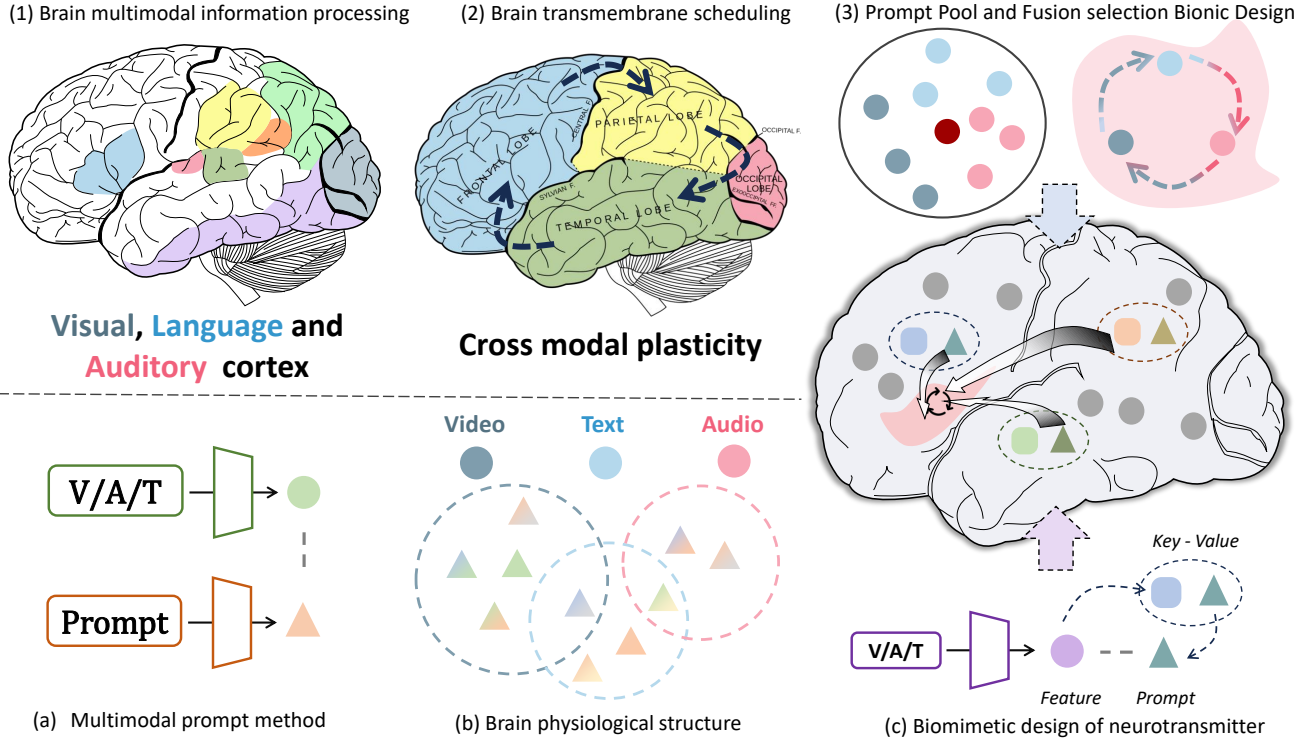 (1) Brain multimodal information processing
(2) Brain transmembrane scheduling
(3) Prompt Pool and Fusion selection Bionic Design
FRONTAL LOBE
CENTRAL F.
PARIETAL LOBE
OCCIPITAL F.
OCCIPITAL
LOBE
SYLVIAN F.
TEMPORAL LOBE
Visual, Language and
Auditory cortex
Cross modal plasticity
V/A/T
Prompt
(a) Multimodal prompt method
Video
Text
Audio
(b) Brain physiological structure
Key - Value
V/A/T
Feature
Prompt
(c) Biomimetic design of neurotransmitter